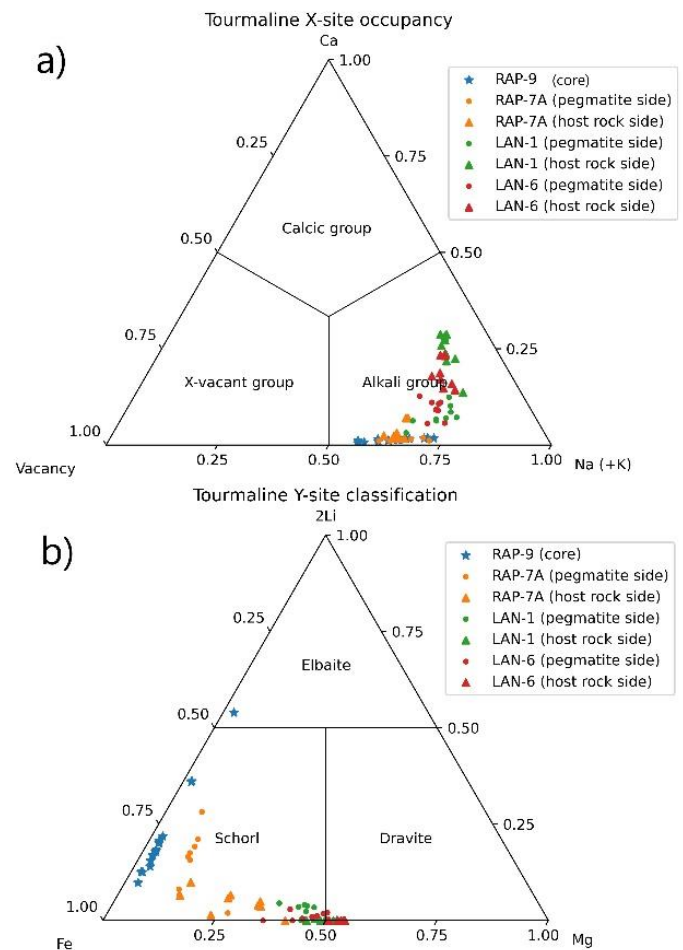 Tourmaline X-site occupancy
a)
Ca
1.00
RAP-9 (core)
RAP-7A (pegmatite side)
RAP-7A (host rock side)
LAN-1 (pegmatite side)
LAN-1 (host rock side)
LAN-6 (pegmatite side)
LAN-6 (host rock side)
0.25
0.75
Calcic group
0.50
0.50
0.75
0.25
X-vacant group
Alkali group
1.00
Vacancy
0.25
0.50
0.75
1.00
Na (+K)
Tourmaline Y-site classification
b)
2Li
1.00
RAP-9 (core)
RAP-7A (pegmatite side)
RAP-7A (host rock side)
LAN-1 (pegmatite side)
LAN-1 (host rock side)
LAN-6 (pegmatite side)
LAN-6 (host rock side)
0.25
0.75
Elbaite
0.50
0.50
0.75
0.25
Schorl
Dravite
1.00
Fe
0.25
0.50
0.75
1.00
Mg